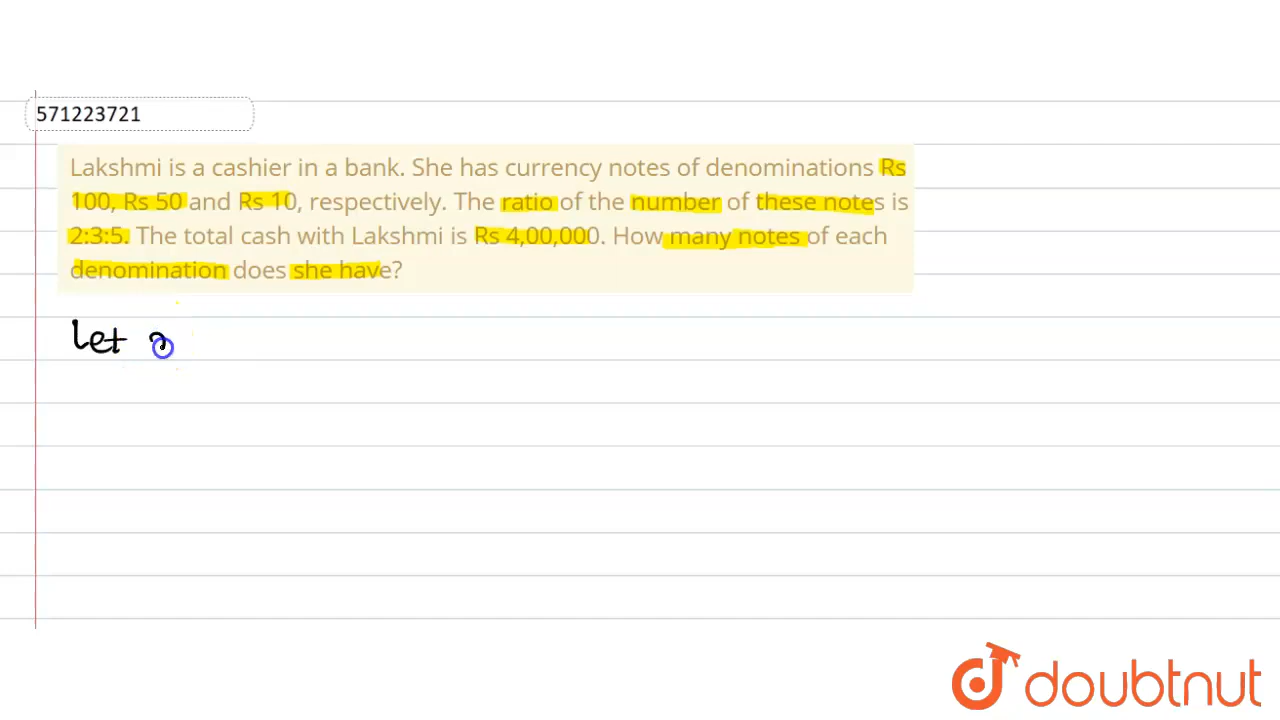 571223721
Lakshmi is a cashier in a bank. She has currency notes of denominations Rs
100, Rs 50 and Rs 10, respectively. The ratio of the number of these notes is
2:3:5. The total cash with Lakshmi is Rs 4,00,000. How many notes of each
denomination does she have?
Let
doubtnut